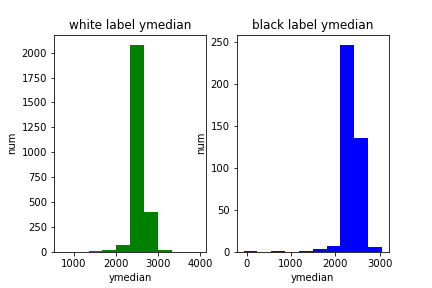 white label ymedian
num
2000
1750
1500
1250
1000
750
500
250
0
1000 2000 3000 4000
ymedian
black label ymedian
num
250
200
150
100
50
0
0 1000 2000 3000
ymedian